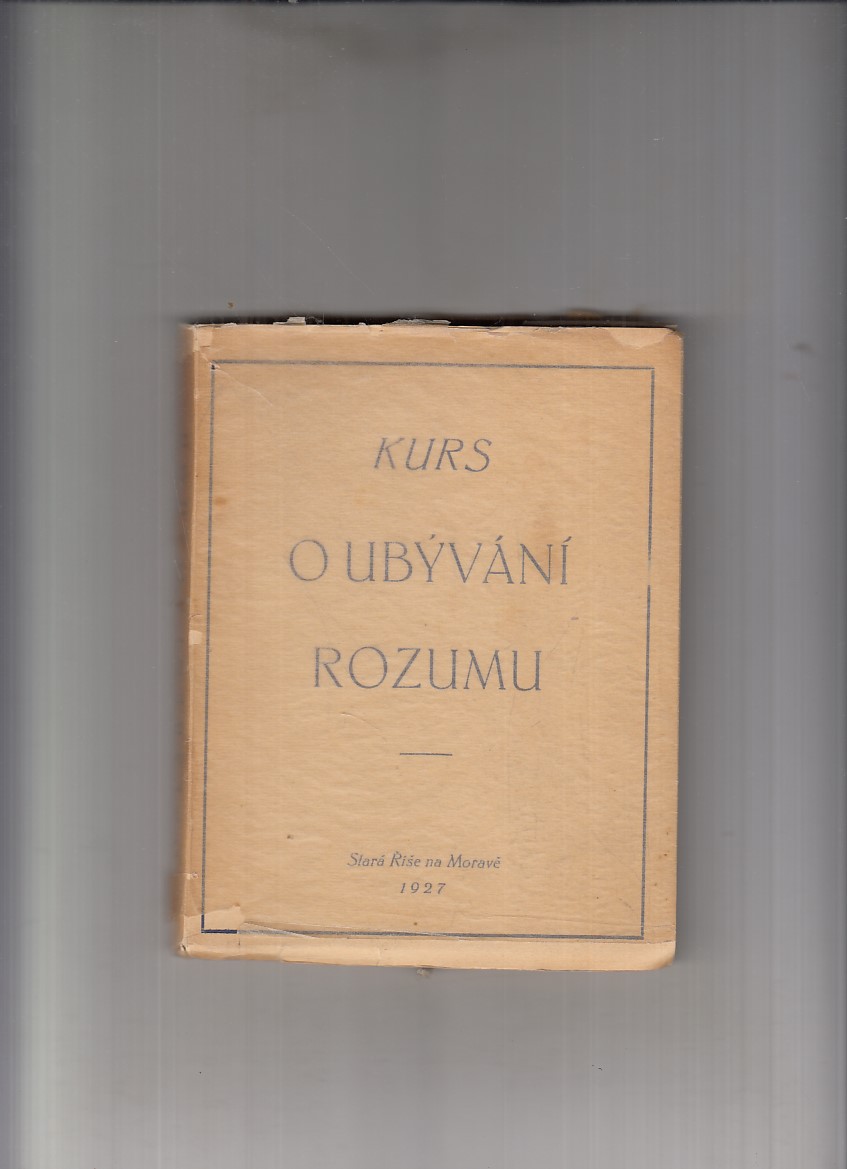 KURS
O UBÝVÁNÍ
ROZUMU
Stará Říše na Moravě
1927